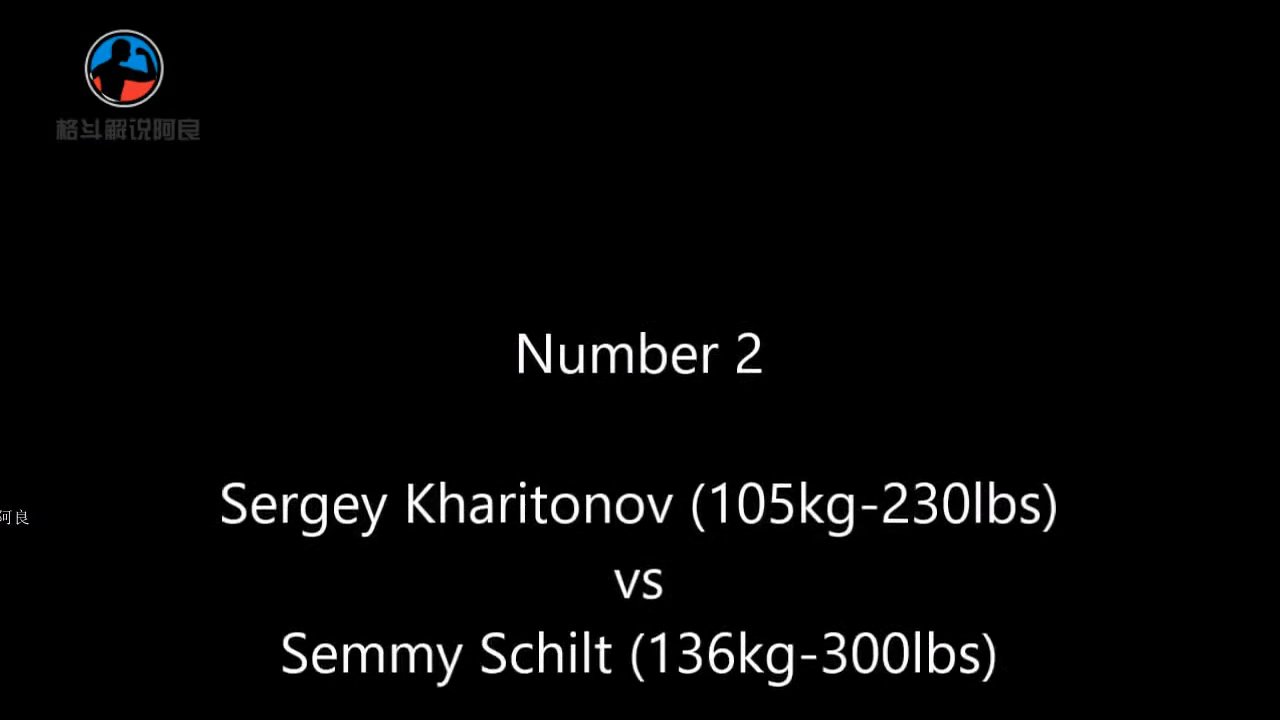 格斗解说阿良
Number 2
Sergey Kharitonov (105kg-230lbs)
阿良
vs
Semmy Schilt (136kg-300lbs)